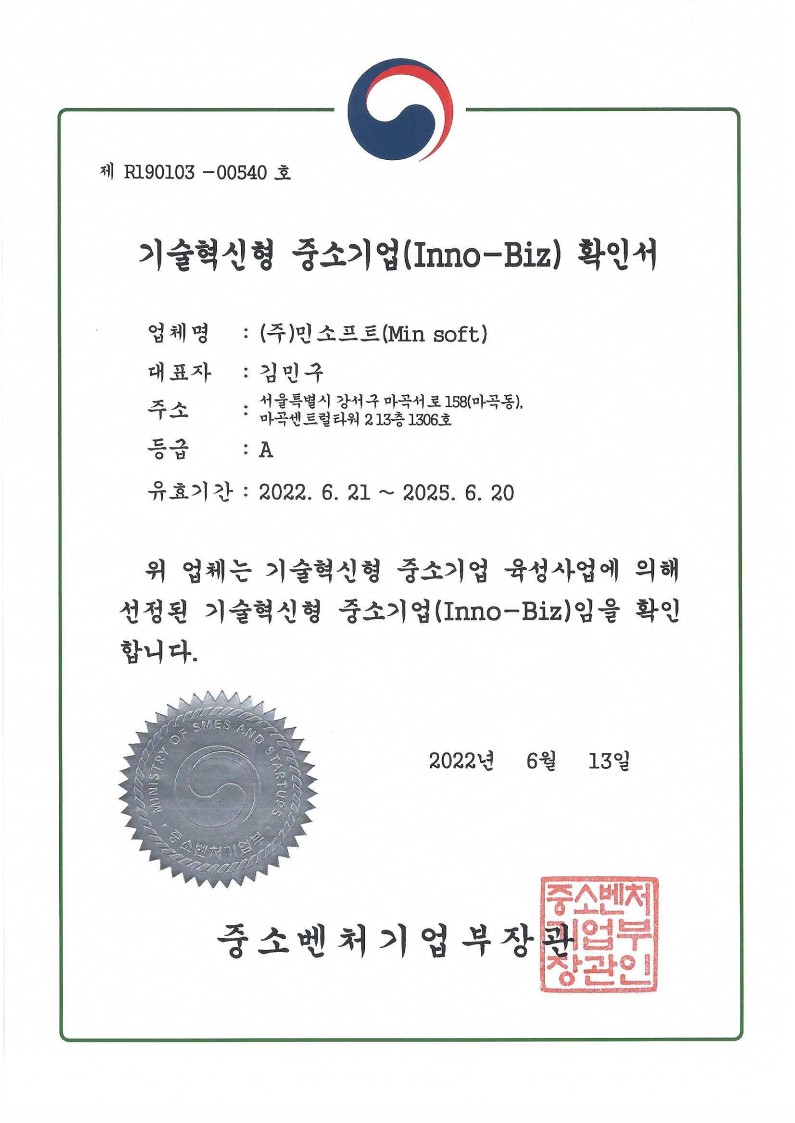 제 R190103 -00540 호
기술혁신형 중소기업(Inno-Biz) 확인서
업체명 : (주)민소프트(Min soft)
대표자 : 김민구
주소 : 서울특별시 강서구 마곡서로 158(마곡동),
마곡센트럴타워 2 13층 1306호
등급 : A
유효기간 : 2022. 6. 21 ~ 2025. 6. 20
위 업체는 기술혁신형 중소기업 육성사업에 의해
선정된 기술혁신형 중소기업(Inno-Biz)임을 확인
합니다.
MINISTRY OF SMES AND STARTUPS
중소벤처기업부
2022년 6월 13일
중소벤처기업부장관
중소벤처
기업부
장관인